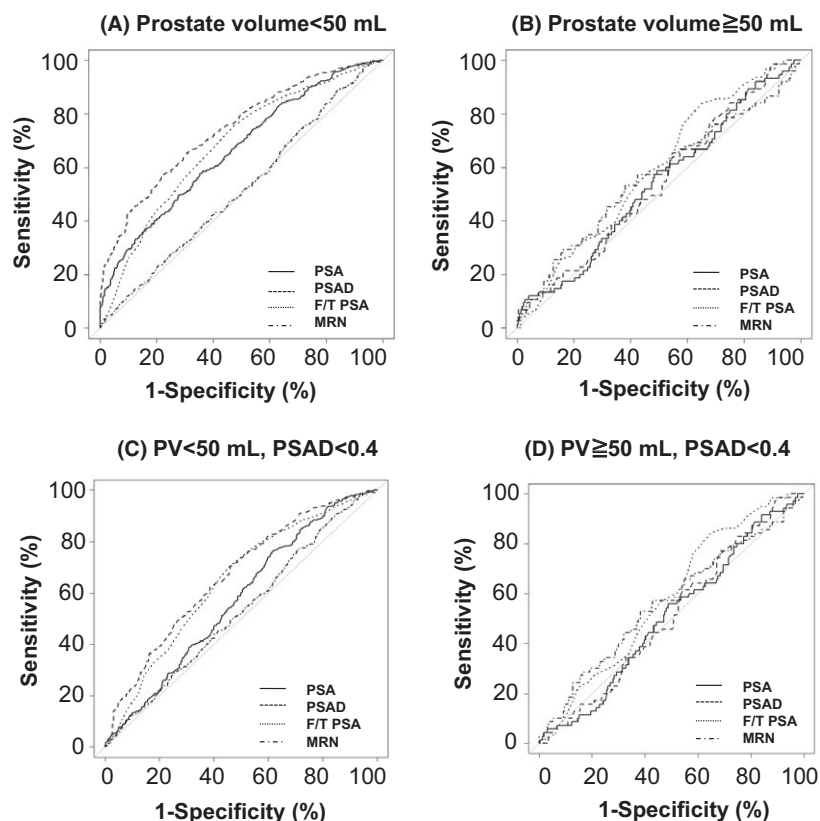 (A) Prostate volume<50 mL
Sensitivity (%)
100
80
60
40
20
0
PSA
PSAD
F/T PSA
MRN
0 20 40 60 80 100
1-Specificity (%)
(B) Prostate volume≧50 mL
Sensitivity (%)
100
80
60
40
20
0
PSA
PSAD
F/T PSA
MRN
0 20 40 60 80 100
1-Specificity (%)
(C) PV<50 mL, PSAD<0.4
Sensitivity (%)
100
80
60
40
20
0
PSA
PSAD
F/T PSA
MRN
0 20 40 60 80 100
1-Specificity (%)
(D) PV≧50 mL, PSAD<0.4
Sensitivity (%)
100
80
60
40
20
0
PSA
PSAD
F/T PSA
MRN
0 20 40 60 80 100
1-Specificity (%)